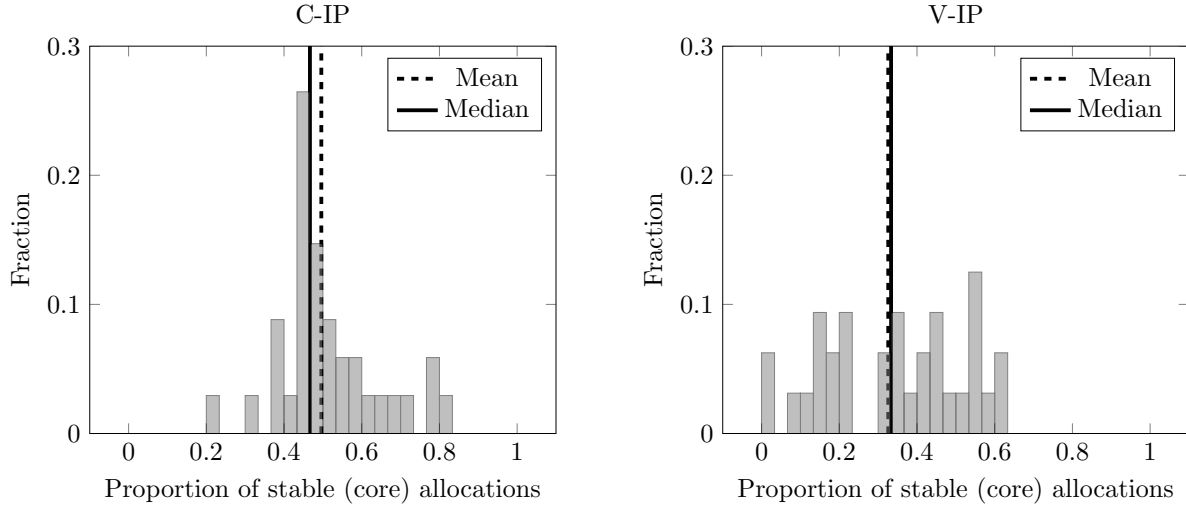 C-IP
0.3
0.2
0.1
0
Fraction
Mean
Median
0 0.2 0.4 0.6 0.8 1
Proportion of stable (core) allocations
V-IP
0.3
0.2
0.1
0
Fraction
Mean
Median
0 0.2 0.4 0.6 0.8 1
Proportion of stable (core) allocations